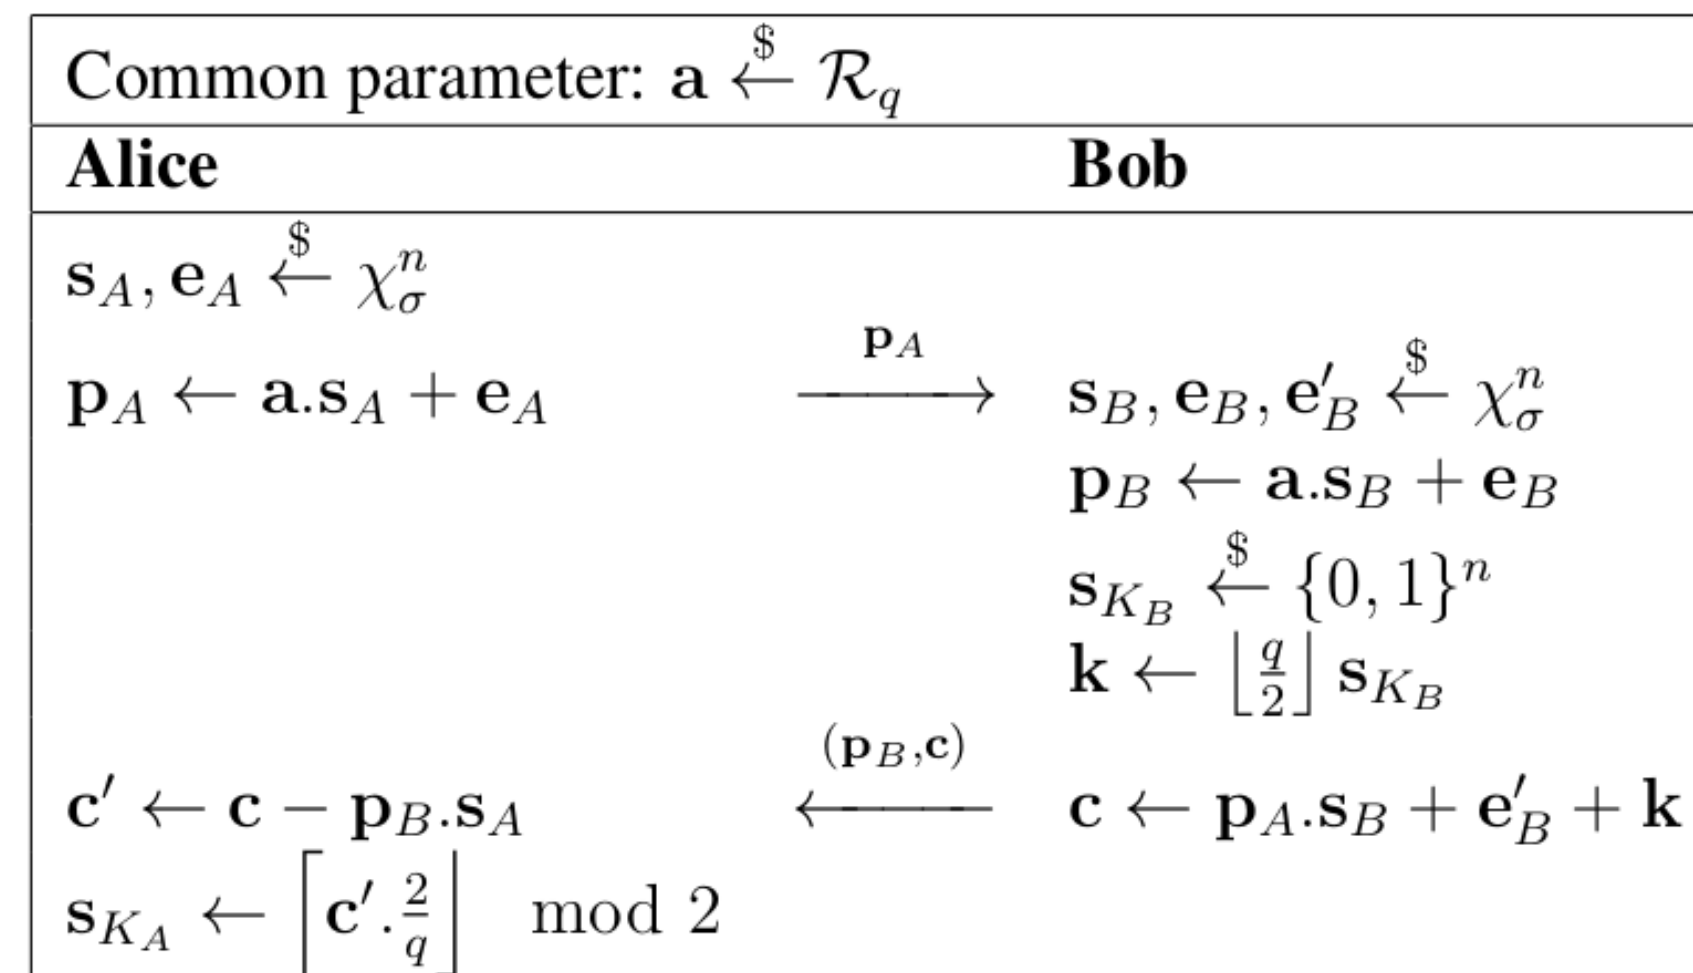 Common parameter: a ←$ R_q
Alice Bob
s_A, e_A ←$ χ_σ^n
p_A ← a.s_A + e_A —p_A→ s_B, e_B, e′_B ←$ χ_σ^n
p_B ← a.s_B + e_B
s_{K_B} ←$ {0, 1}^n
k ← ⌊q/2⌋ s_{K_B}
c′ ← c − p_B.s_A ←(p_B,c)— c ← p_A.s_B + e′_B + k
s_{K_A} ← ⌈c′.2/q⌋ mod 2